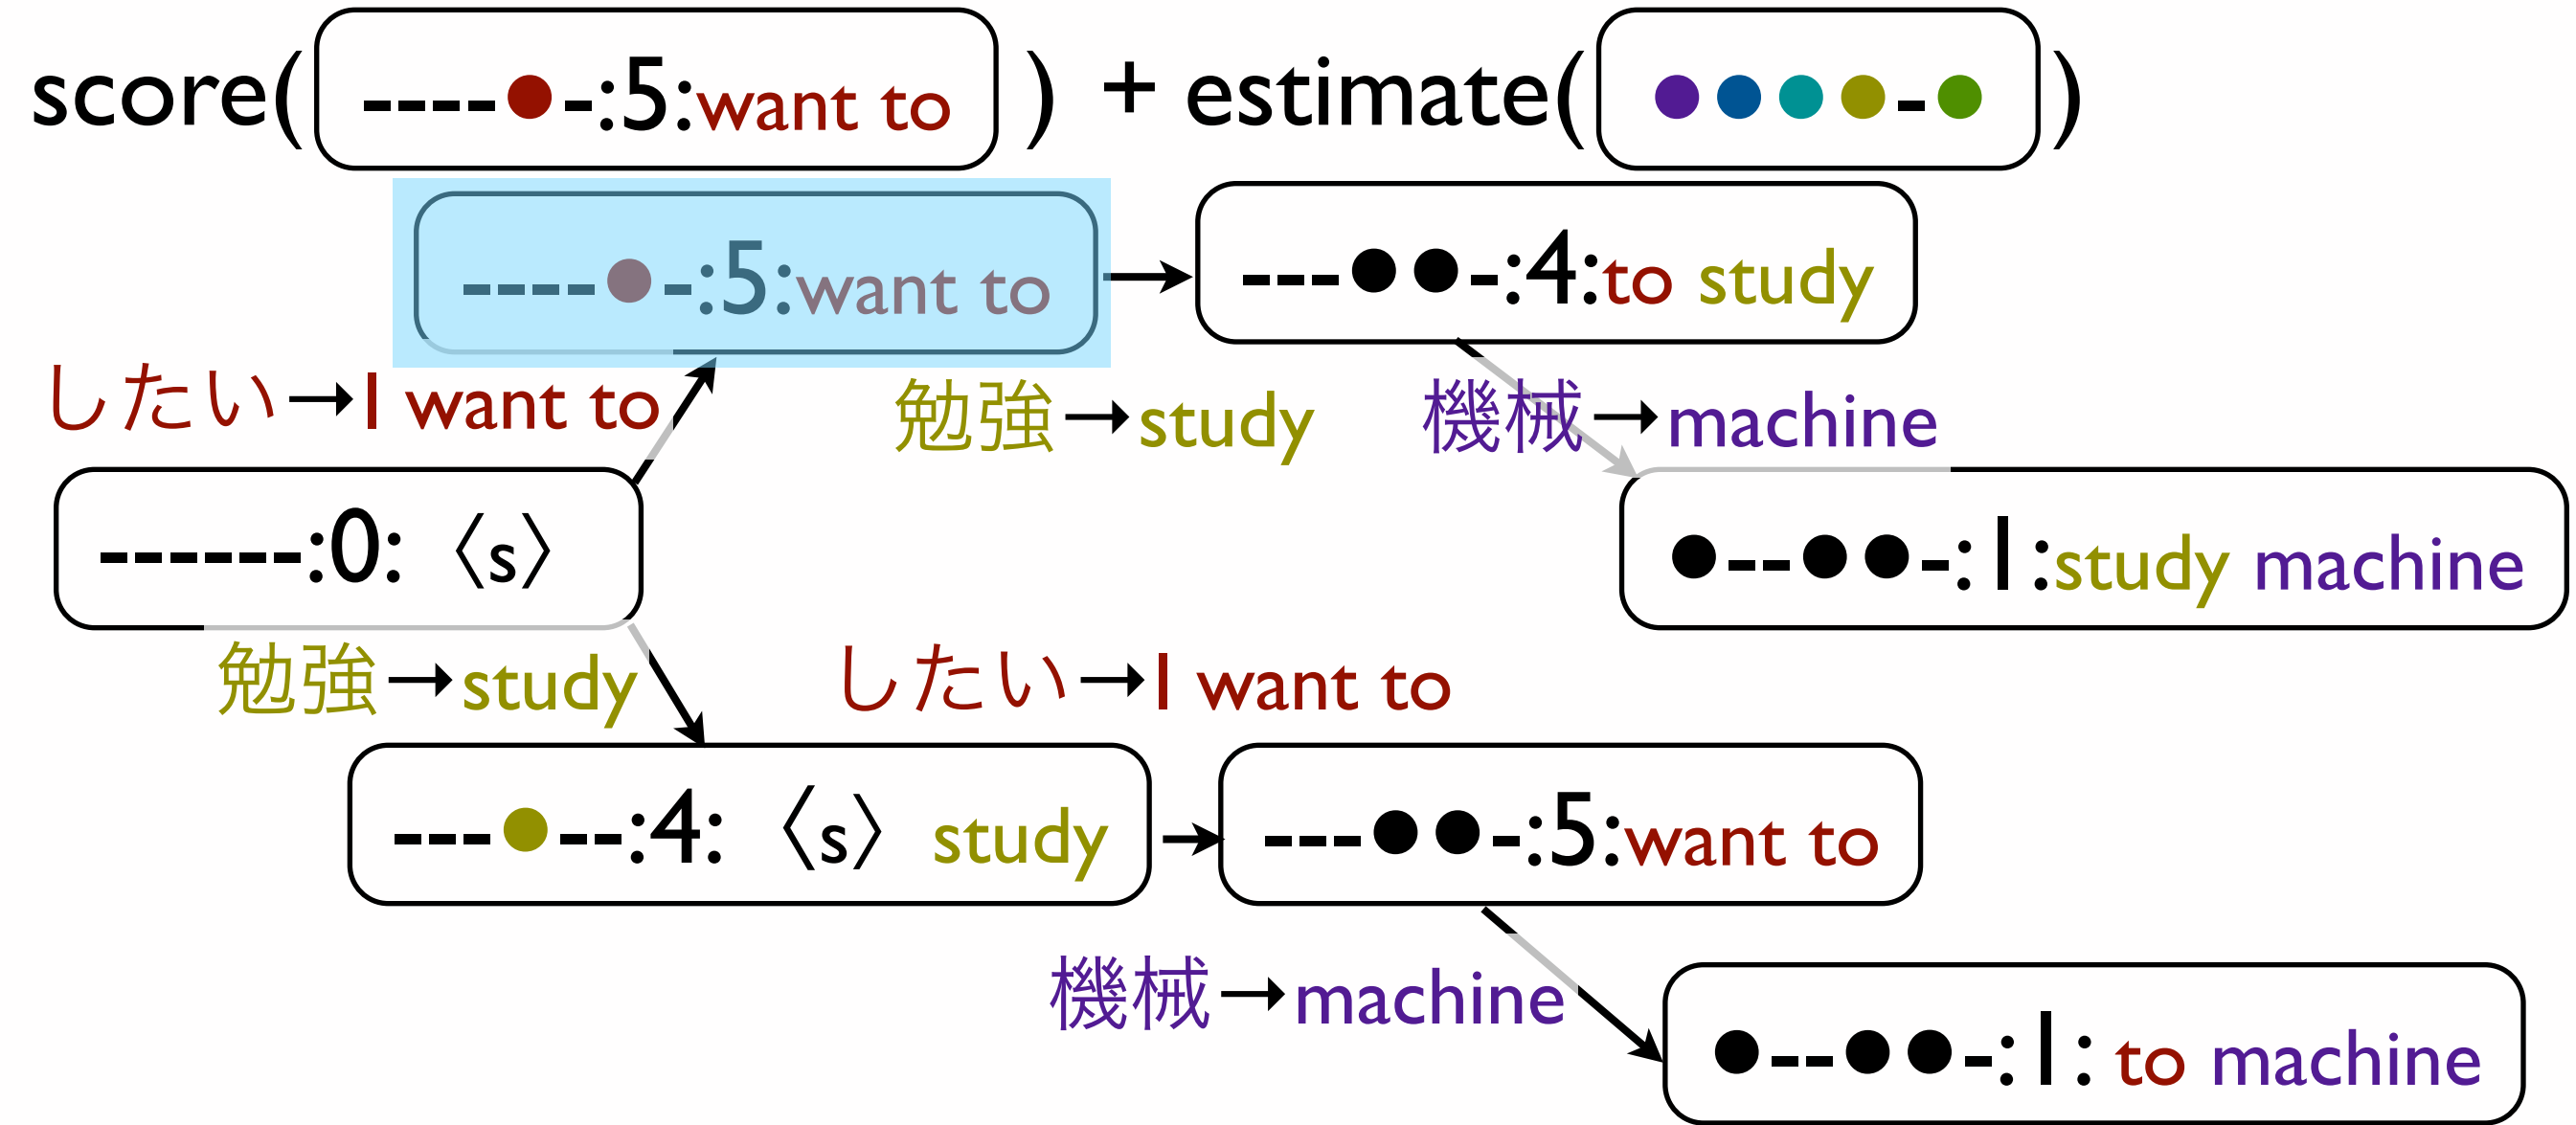 score( ----●-:5:want to ) + estimate( ●●●●-● )
----●-:5:want to → ---●●-:4:to study
したい→I want to 勉強→study 機械→machine
------:0: 〈s〉 ●--●●-:1:study machine
勉強→study したい→I want to
---●--:4: 〈s〉 study → ---●●-:5:want to
機械→machine
●--●●-:1: to machine